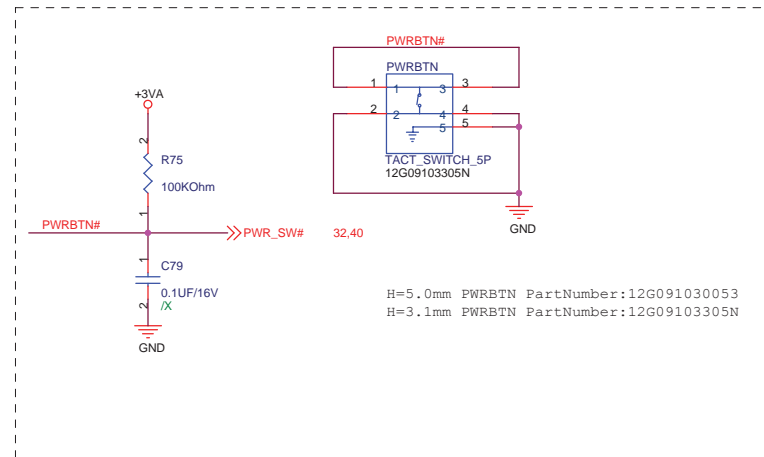 PWRBTN#
PWRBTN
1
1
3
3
2
2
4
4
5
5
TACT_SWITCH_5P
12G09103305N
GND
+3VA
2
R75
100KOhm
1
PWRBTN#
PWR_SW#
32,40
1
C79
0.1UF/16V
/X
2
GND
H=5.0mm PWRBTN PartNumber:12G091030053
H=3.1mm PWRBTN PartNumber:12G09103305N